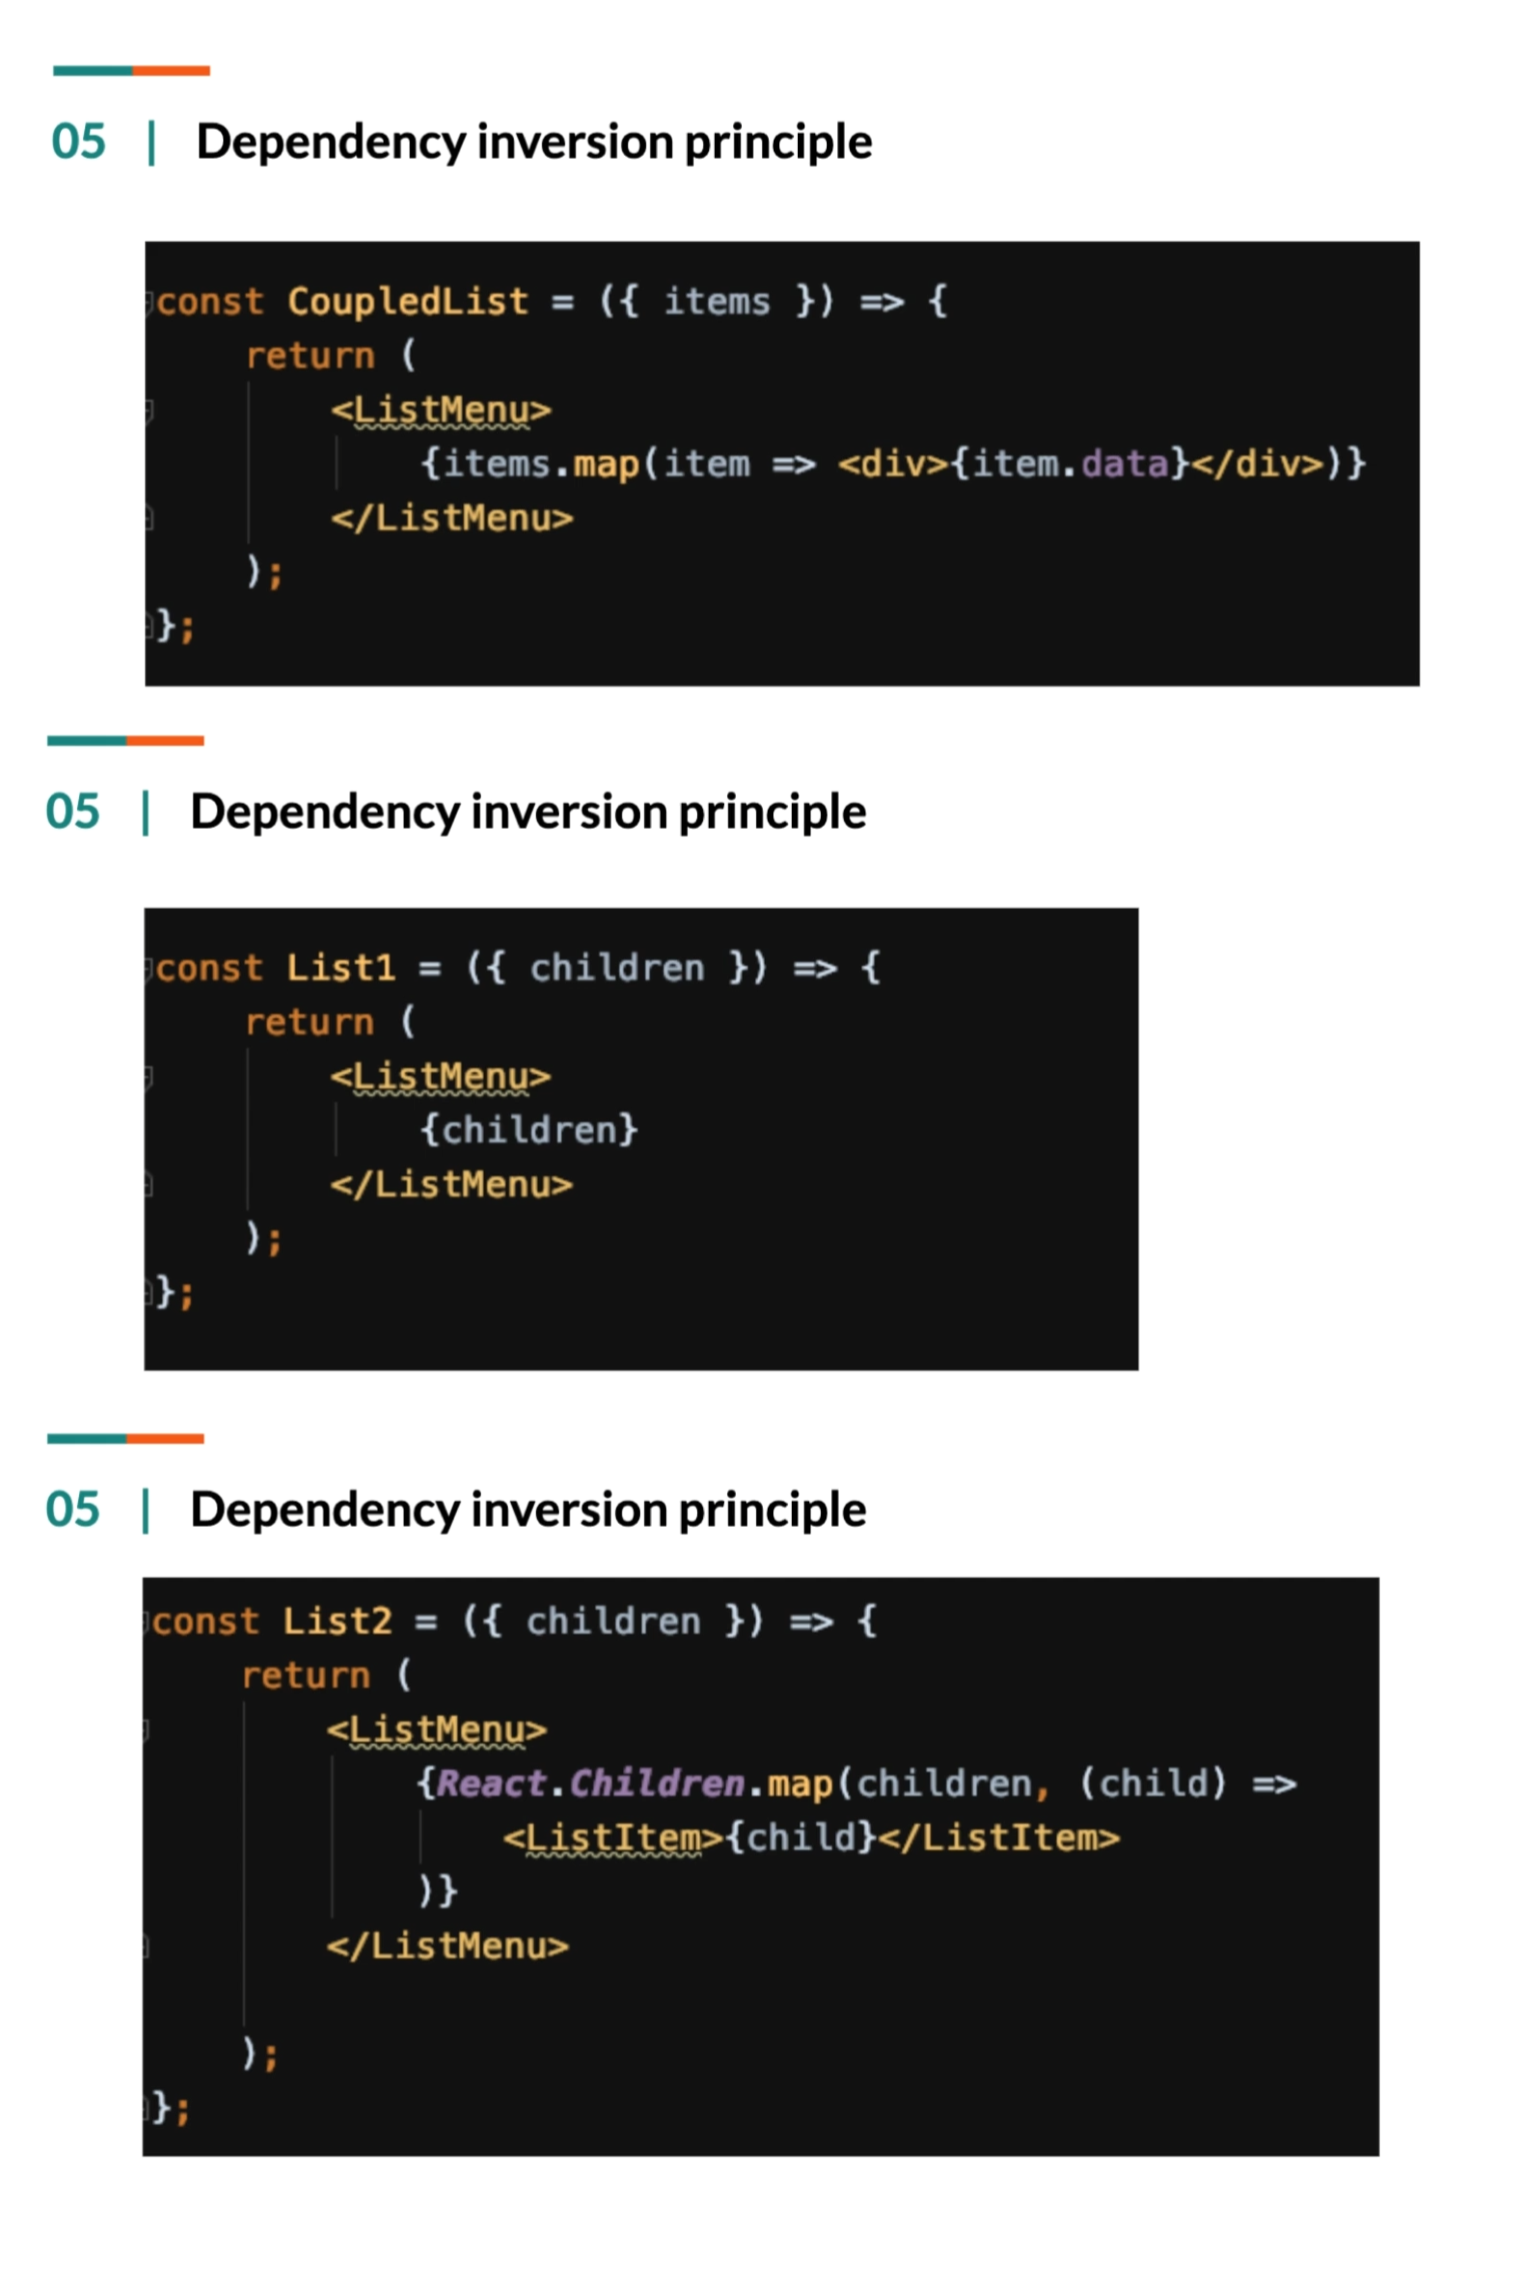 05 | Dependency inversion principle
const CoupledList = ({ items }) => {
    return (
        <ListMenu>
            {items.map(item => <div>{item.data}</div>)}
        </ListMenu>
    );
};
05 | Dependency inversion principle
const List1 = ({ children }) => {
    return (
        <ListMenu>
            {children}
        </ListMenu>
    );
};
05 | Dependency inversion principle
const List2 = ({ children }) => {
    return (
        <ListMenu>
            {React.Children.map(children, (child) =>
                <ListItem>{child}</ListItem>
            )}
        </ListMenu>
    );
};